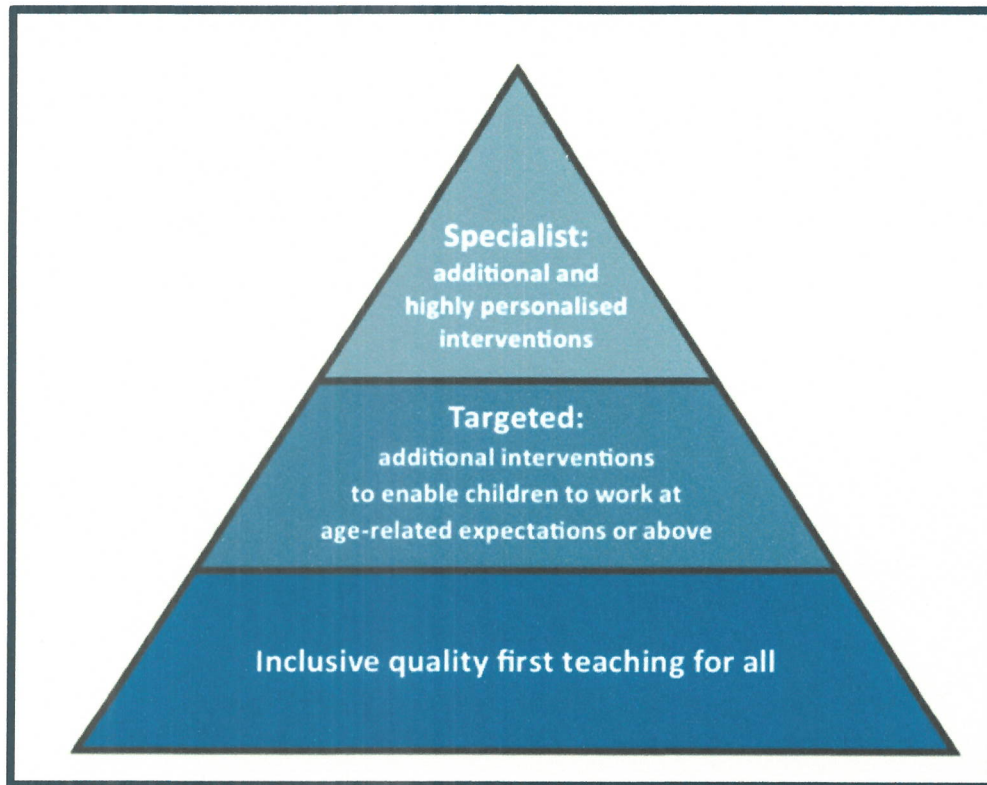 Specialist:
additional and
highly personalised
interventions
Targeted:
additional interventions
to enable children to work at
age-related expectations or above
Inclusive quality first teaching for all